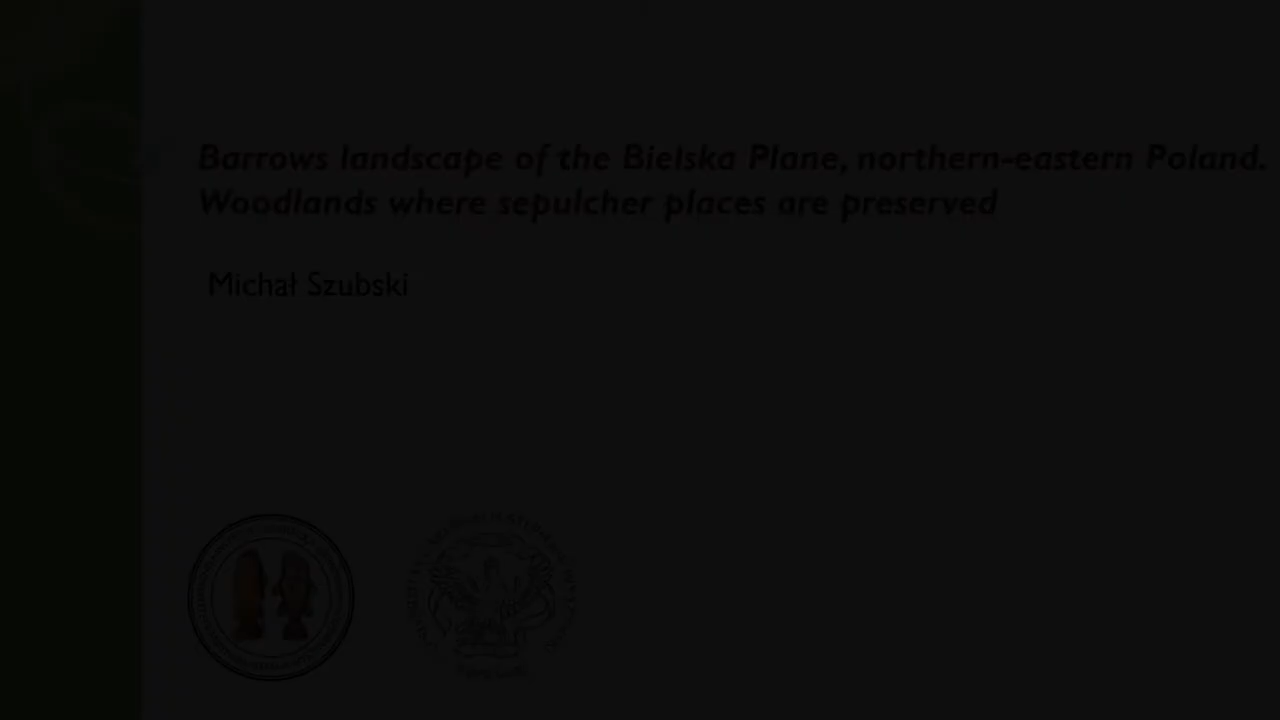 Barrows landscape of the Bielska Plane, northern-eastern Poland.
Woodlands where sepulcher places are preserved
Michał Szubski